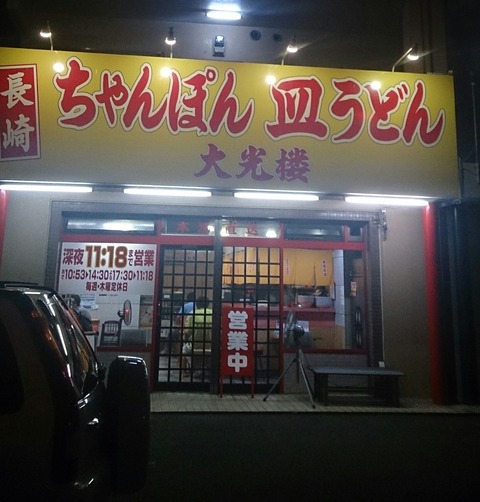 長崎
ちゃんぽん 皿うどん
大光楼
深夜11:18まで営業
10:53▸14:30 17:30▸11:18
毎週・木曜定休日
営業中